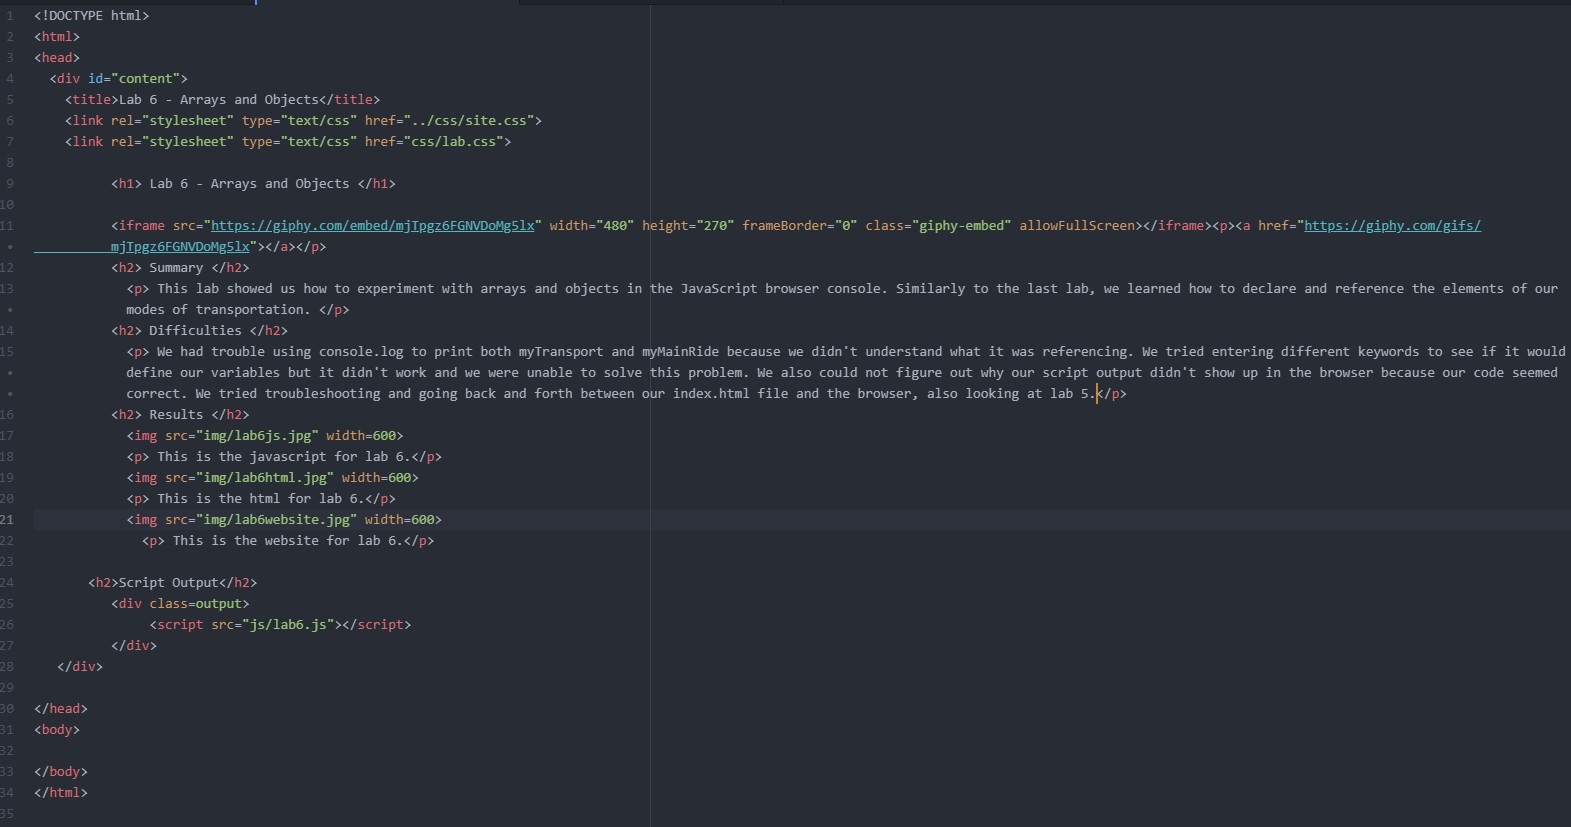 1 <!DOCTYPE html>
2 <html>
3 <head>
4 <div id="content">
5 <title>Lab 6 - Arrays and Objects</title>
6 <link rel="stylesheet" type="text/css" href="../css/site.css">
7 <link rel="stylesheet" type="text/css" href="css/lab.css">
8
9 <h1> Lab 6 - Arrays and Objects </h1>
10
11 <iframe src="https://giphy.com/embed/mjTpgz6FGNVDoMg5lx" width="480" height="270" frameBorder="0" class="giphy-embed" allowFullScreen></iframe><p><a href="https://giphy.com/gifs/
• mjTpgz6FGNVDoMg5lx"></a></p>
12 <h2> Summary </h2>
13 <p> This lab showed us how to experiment with arrays and objects in the JavaScript browser console. Similarly to the last lab, we learned how to declare and reference the elements of our
• modes of transportation. </p>
14 <h2> Difficulties </h2>
15 <p> We had trouble using console.log to print both myTransport and myMainRide because we didn't understand what it was referencing. We tried entering different keywords to see if it would
• define our variables but it didn't work and we were unable to solve this problem. We also could not figure out why our script output didn't show up in the browser because our code seemed
• correct. We tried troubleshooting and going back and forth between our index.html file and the browser, also looking at lab 5.</p>
16 <h2> Results </h2>
17 <img src="img/lab6js.jpg" width=600>
18 <p> This is the javascript for lab 6.</p>
19 <img src="img/lab6html.jpg" width=600>
20 <p> This is the html for lab 6.</p>
21 <img src="img/lab6website.jpg" width=600>
22 <p> This is the website for lab 6.</p>
23
24 <h2>Script Output</h2>
25 <div class=output>
26 <script src="js/lab6.js"></script>
27 </div>
28 </div>
29
30 </head>
31 <body>
32
33 </body>
34 </html>
35